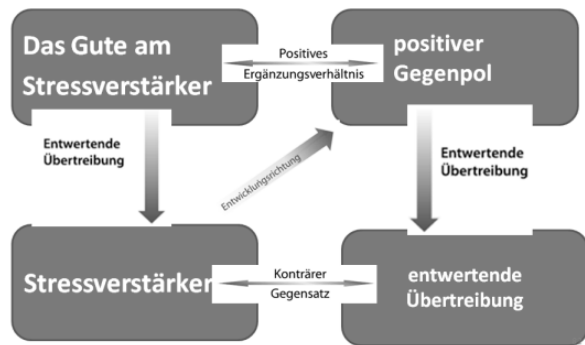 Das Gute am
Stressverstärker
Positives
Ergänzungsverhältnis
positiver
Gegenpol
Entwertende
Übertreibung
Entwicklungsrichtung
Entwertende
Übertreibung
Stressverstärker
Konträrer
Gegensatz
entwertende
Übertreibung